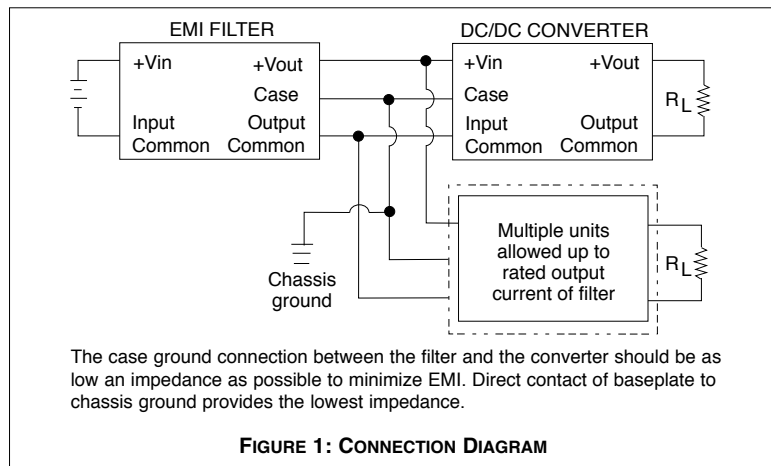 EMI FILTER
DC/DC CONVERTER
+Vin
+Vout
Case
Input
Common
Output
Common
+Vin
+Vout
Case
Input
Common
Output
Common
RL
Chassis
ground
Multiple units
allowed up to
rated output
current of filter
RL
The case ground connection between the filter and the converter should be as
low an impedance as possible to minimize EMI. Direct contact of baseplate to
chassis ground provides the lowest impedance.
FIGURE 1: CONNECTION DIAGRAM